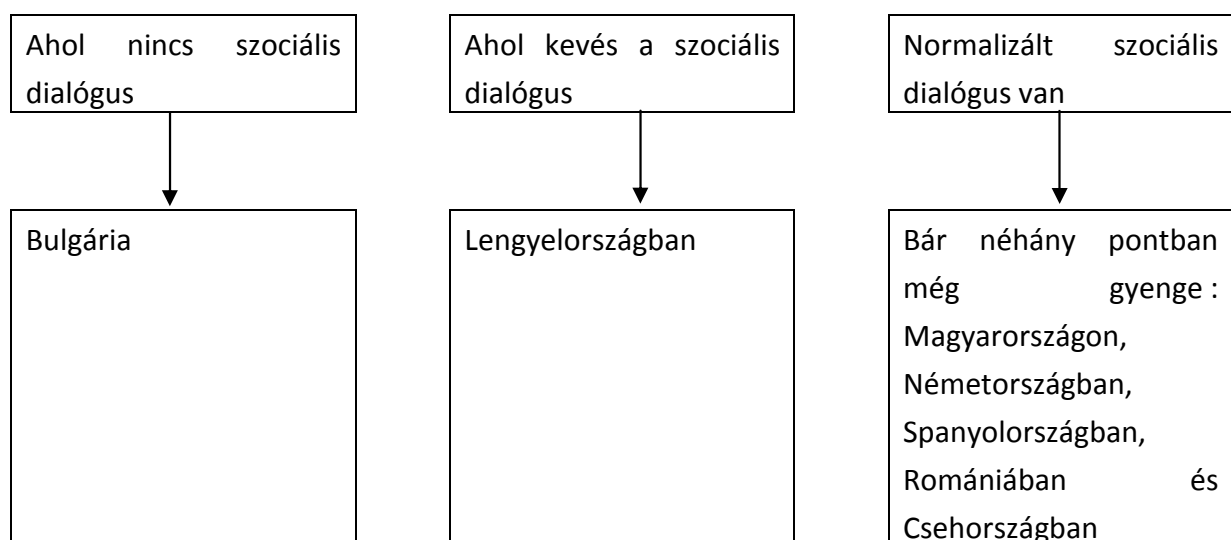 Ahol nincs szociális
dialógus
Ahol kevés a szociális
dialógus
Normalizált szociális
dialógus van
Bulgária
Lengyelországban
Bár néhány pontban
még gyenge :
Magyarországon,
Németországban,
Spanyolországban,
Romániában és
Csehországban